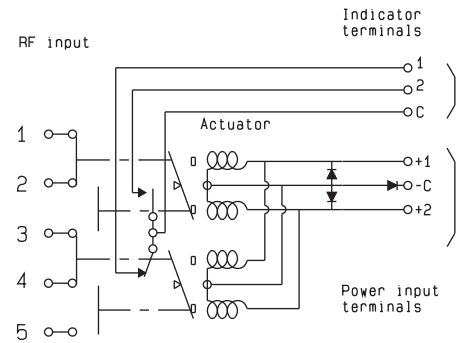 Indicator
terminals
RF input
1
2
C
Actuator
1
2
3
4
5
+1
-C
+2
Power input
terminals